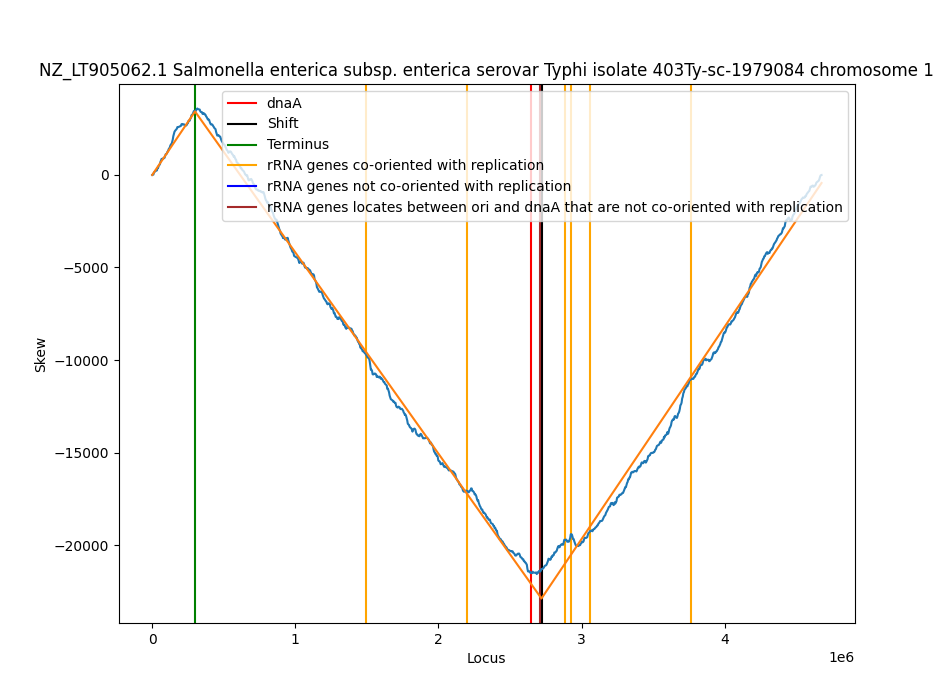 NZ_LT905062.1 Salmonella enterica subsp. enterica serovar Typhi isolate 403Ty-sc-1979084 chromosome 1
dnaA
Shift
Terminus
rRNA genes co-oriented with replication
rRNA genes not co-oriented with replication
rRNA genes locates between ori and dnaA that are not co-oriented with replication
0
−5000
−10000
−15000
−20000
Skew
0 1 2 3 4
1e6
Locus